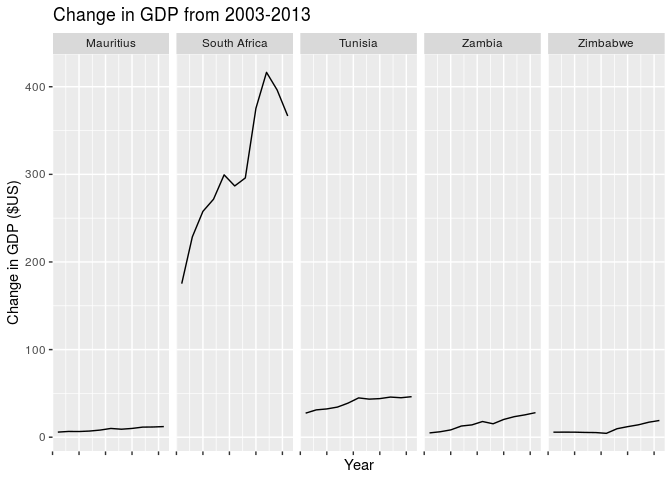 Change in GDP from 2003-2013
Mauritius South Africa Tunisia Zambia Zimbabwe
400
300
200
100
0
Change in GDP ($US)
Year